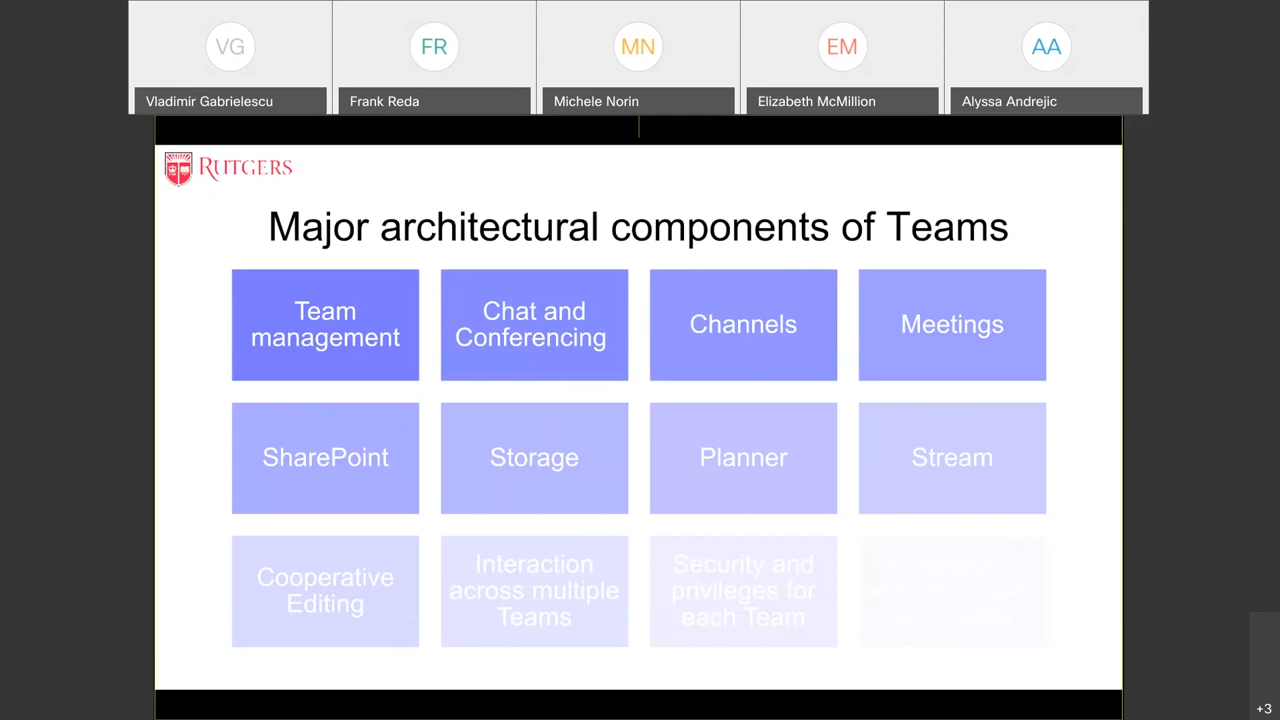 VG
FR
MN
EM
AA
Vladimir Gabrielescu
Frank Reda
Michele Norin
Elizabeth McMillion
Alyssa Andrejic
RUTGERS
Major architectural components of Teams
Team
management
Chat and
Conferencing
Channels
Meetings
SharePoint
Storage
Planner
Stream
Cooperative
Editing
Interaction
across multiple
Teams
Security and
privileges for
each Team
+3